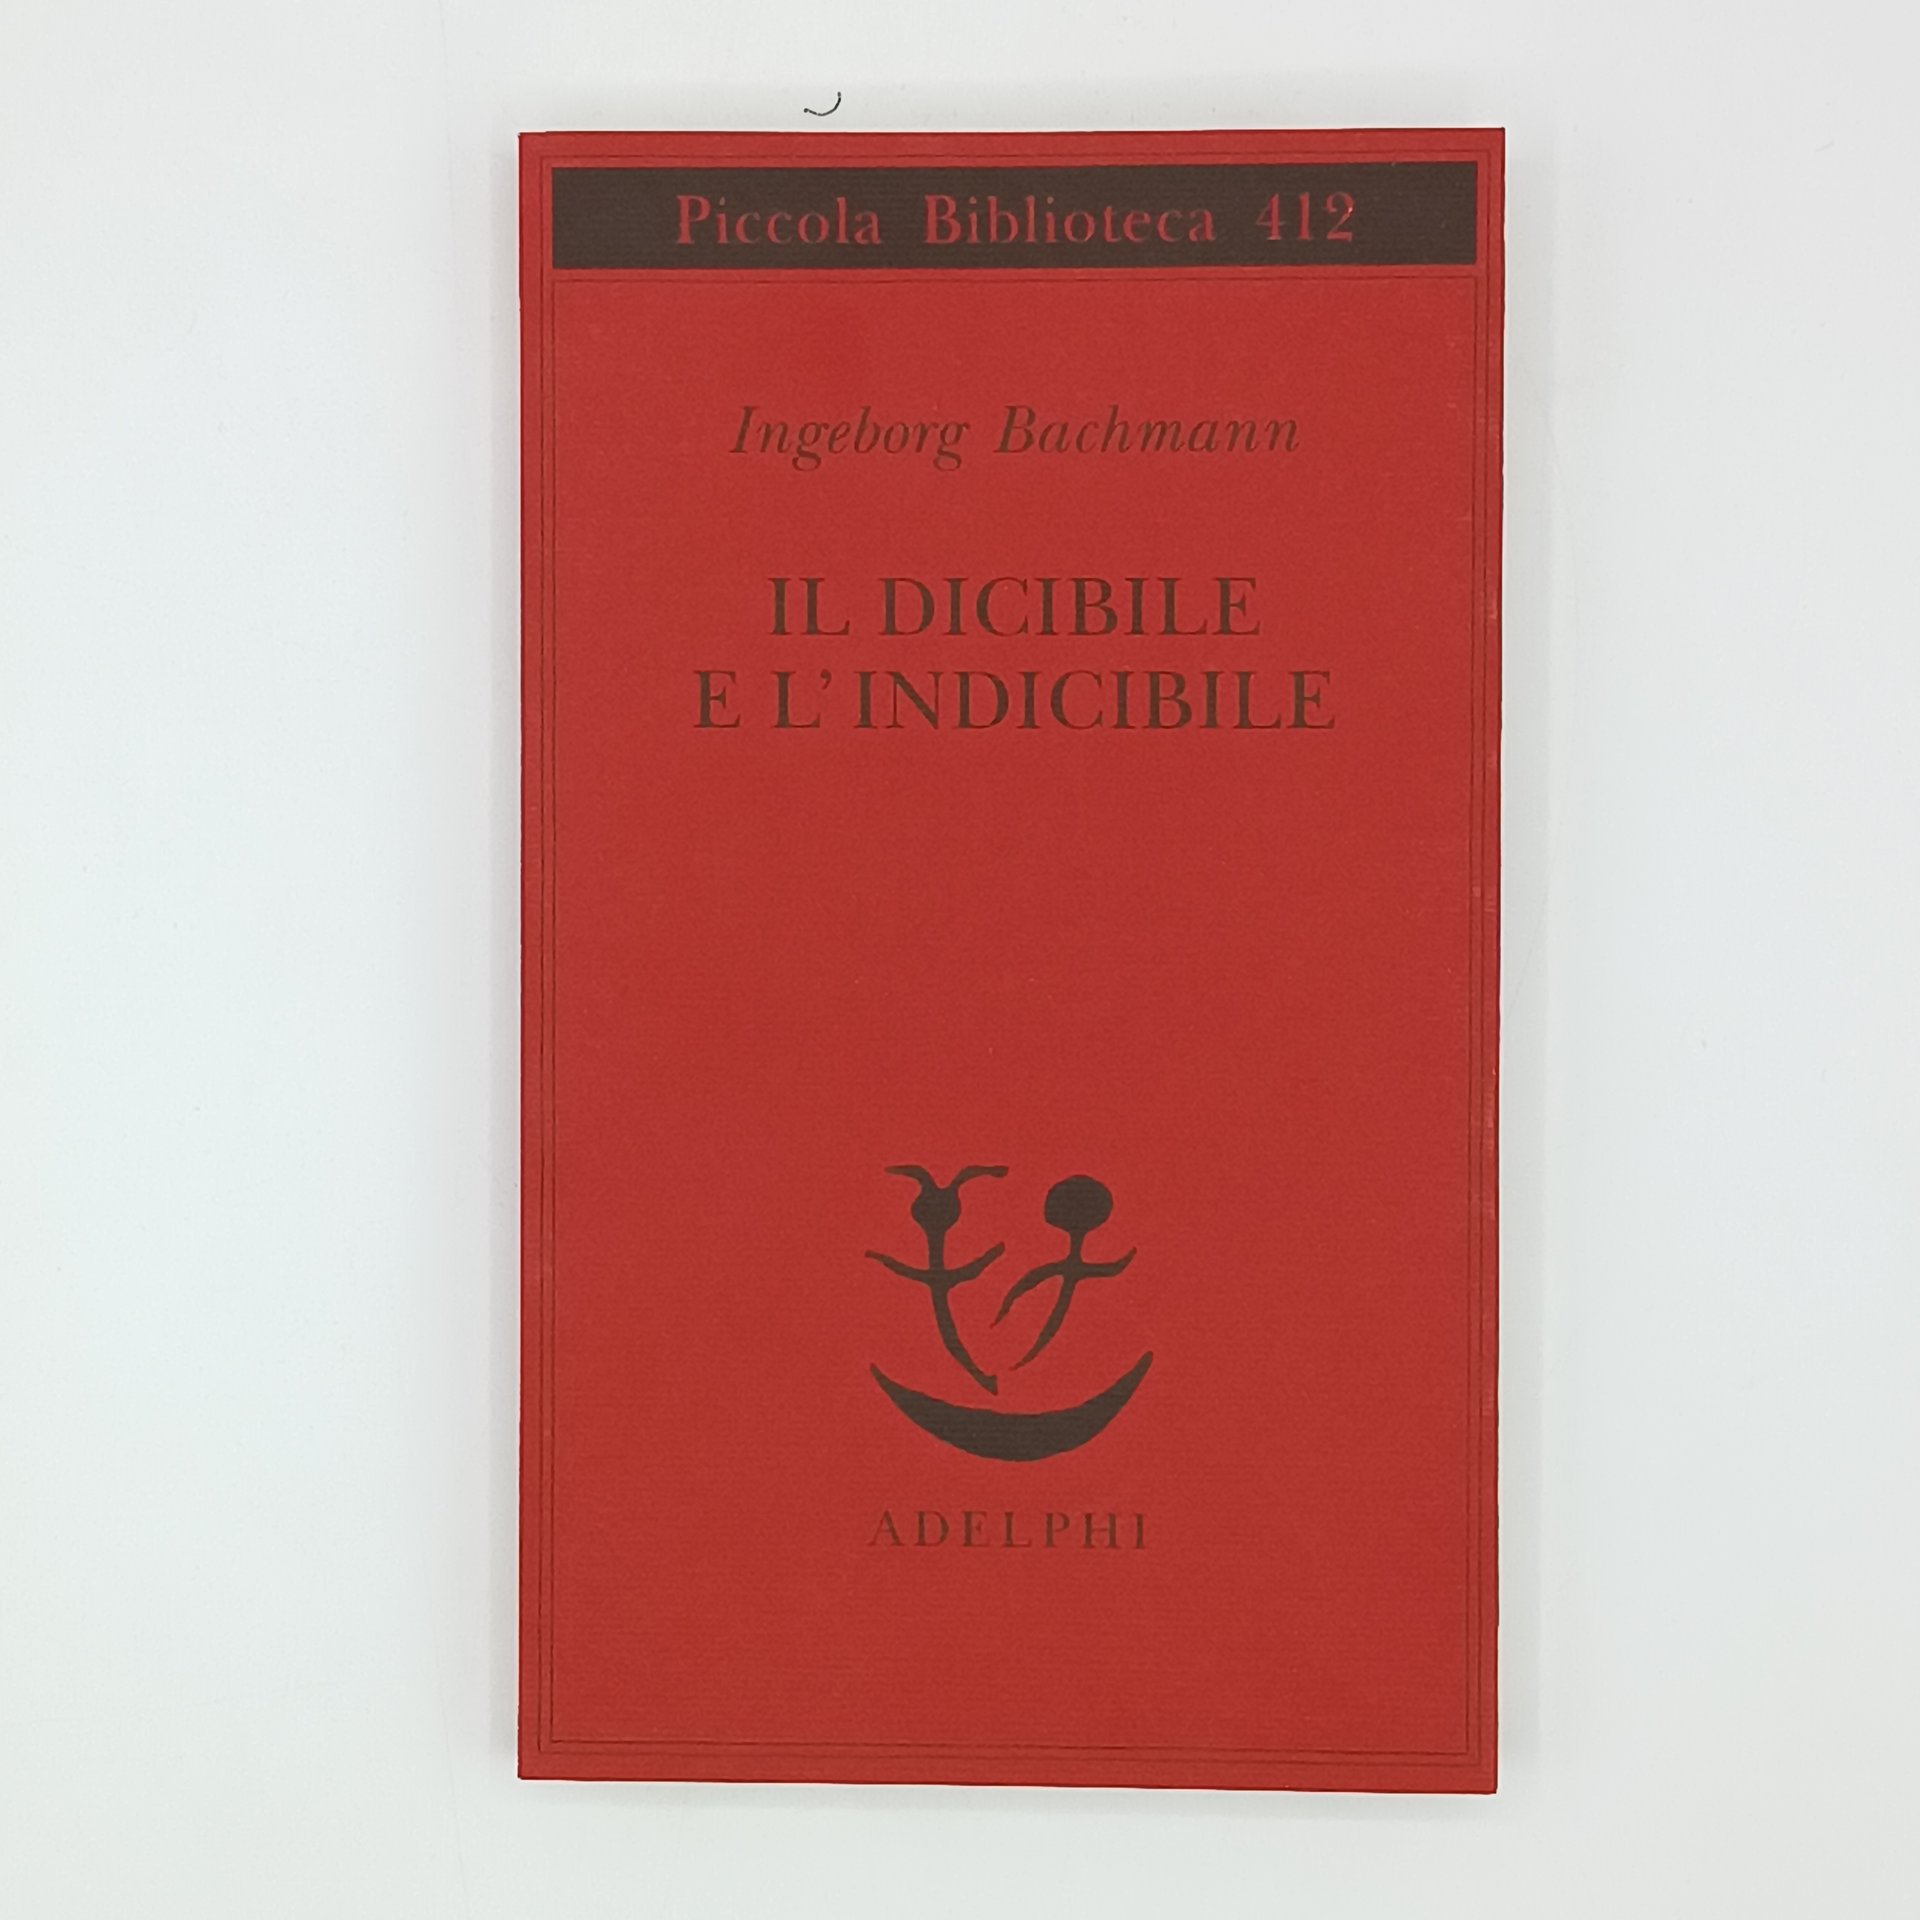 Piccola Biblioteca 412
Ingeborg Bachmann
IL DICIBILE
E L'INDICIBILE
ADELPHI